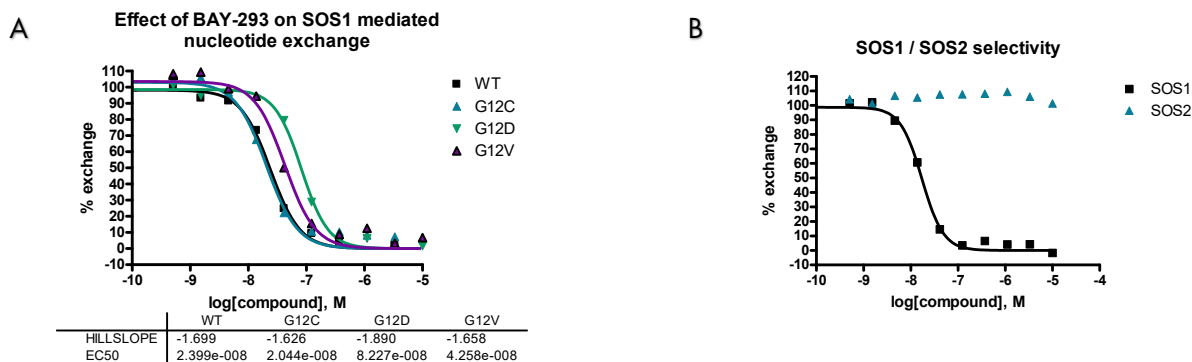 A
Effect of BAY-293 on SOS1 mediated
nucleotide exchange
110
100
90
80
70
60
50
40
30
20
10
0
-10
% exchange
-10 -9 -8 -7 -6 -5
log[compound], M
WT
G12C
G12D
G12V
WT G12C G12D G12V
HILLSLOPE -1.699 -1.626 -1.890 -1.658
EC50 2.399e-008 2.044e-008 8.227e-008 4.258e-008
B
SOS1 / SOS2 selectivity
120
110
100
90
80
70
60
50
40
30
20
10
0
-10
% exchange
-10 -9 -8 -7 -6 -5 -4
log[compound], M
SOS1
SOS2